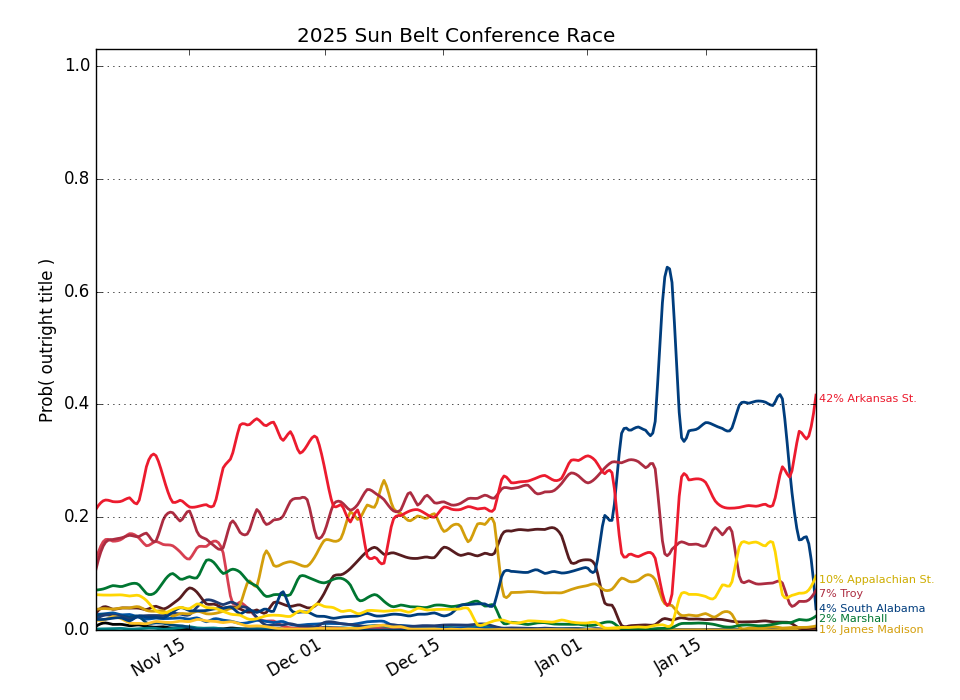 2025 Sun Belt Conference Race
Prob( outright title )
1.0
0.8
0.6
0.4
0.2
0.0
Nov 15
Dec 01
Dec 15
Jan 01
Jan 15
42% Arkansas St.
10% Appalachian St.
7% Troy
4% South Alabama
2% Marshall
1% James Madison